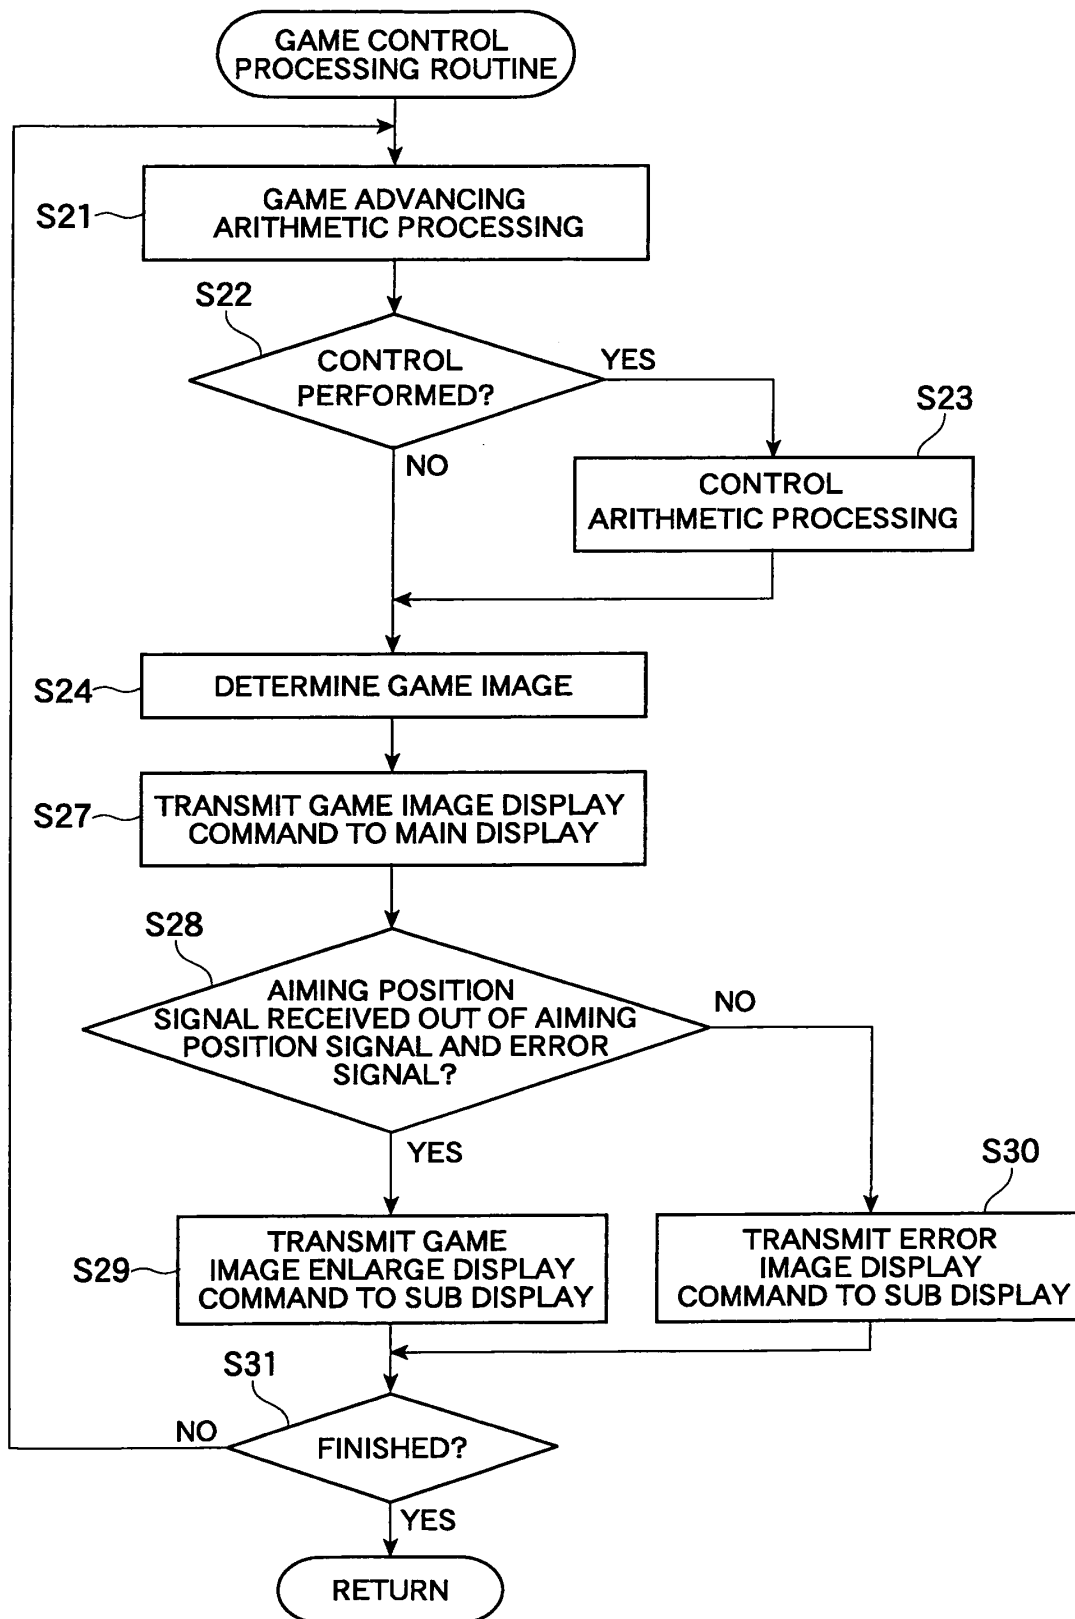 GAME CONTROL
PROCESSING ROUTINE
S21
GAME ADVANCING
ARITHMETIC PROCESSING
S22
CONTROL
PERFORMED?
YES
NO
S23
CONTROL
ARITHMETIC PROCESSING
S24
DETERMINE GAME IMAGE
S27
TRANSMIT GAME IMAGE DISPLAY
COMMAND TO MAIN DISPLAY
S28
AIMING POSITION
SIGNAL RECEIVED OUT OF AIMING
POSITION SIGNAL AND ERROR
SIGNAL?
NO
YES
S29
TRANSMIT GAME
IMAGE ENLARGE DISPLAY
COMMAND TO SUB DISPLAY
S30
TRANSMIT ERROR
IMAGE DISPLAY
COMMAND TO SUB DISPLAY
S31
NO
FINISHED?
YES
RETURN